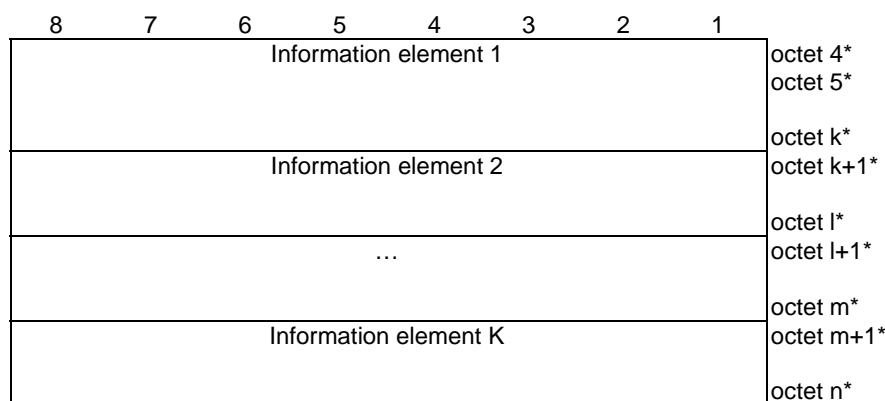 8 7 6 5 4 3 2 1
Information element 1 octet 4*
octet 5*
octet k*
Information element 2 octet k+1*
octet l*
… octet l+1*
octet m*
Information element K octet m+1*
octet n*